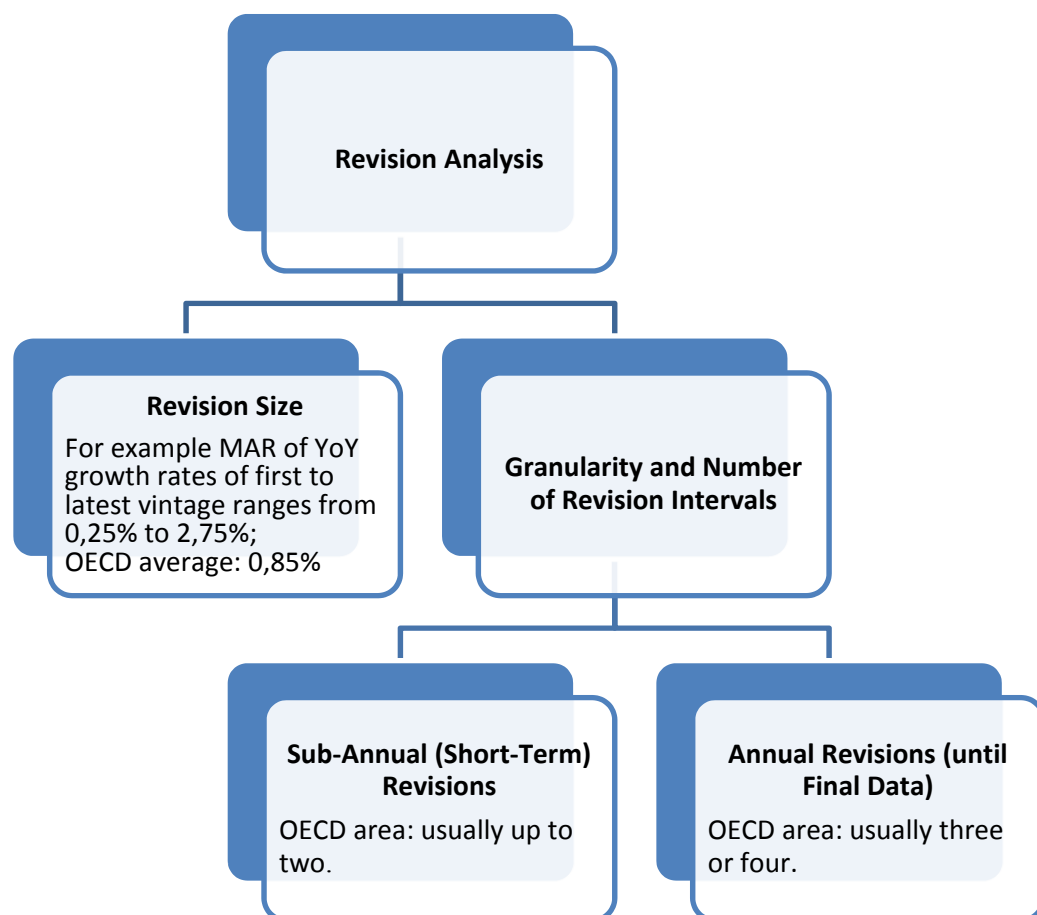 Revision Analysis
Revision Size
For example MAR of YoY
growth rates of first to
latest vintage ranges from
0,25% to 2,75%;
OECD average: 0,85%
Granularity and Number
of Revision Intervals
Sub-Annual (Short-Term)
Revisions
OECD area: usually up to
two.
Annual Revisions (until
Final Data)
OECD area: usually three
or four.